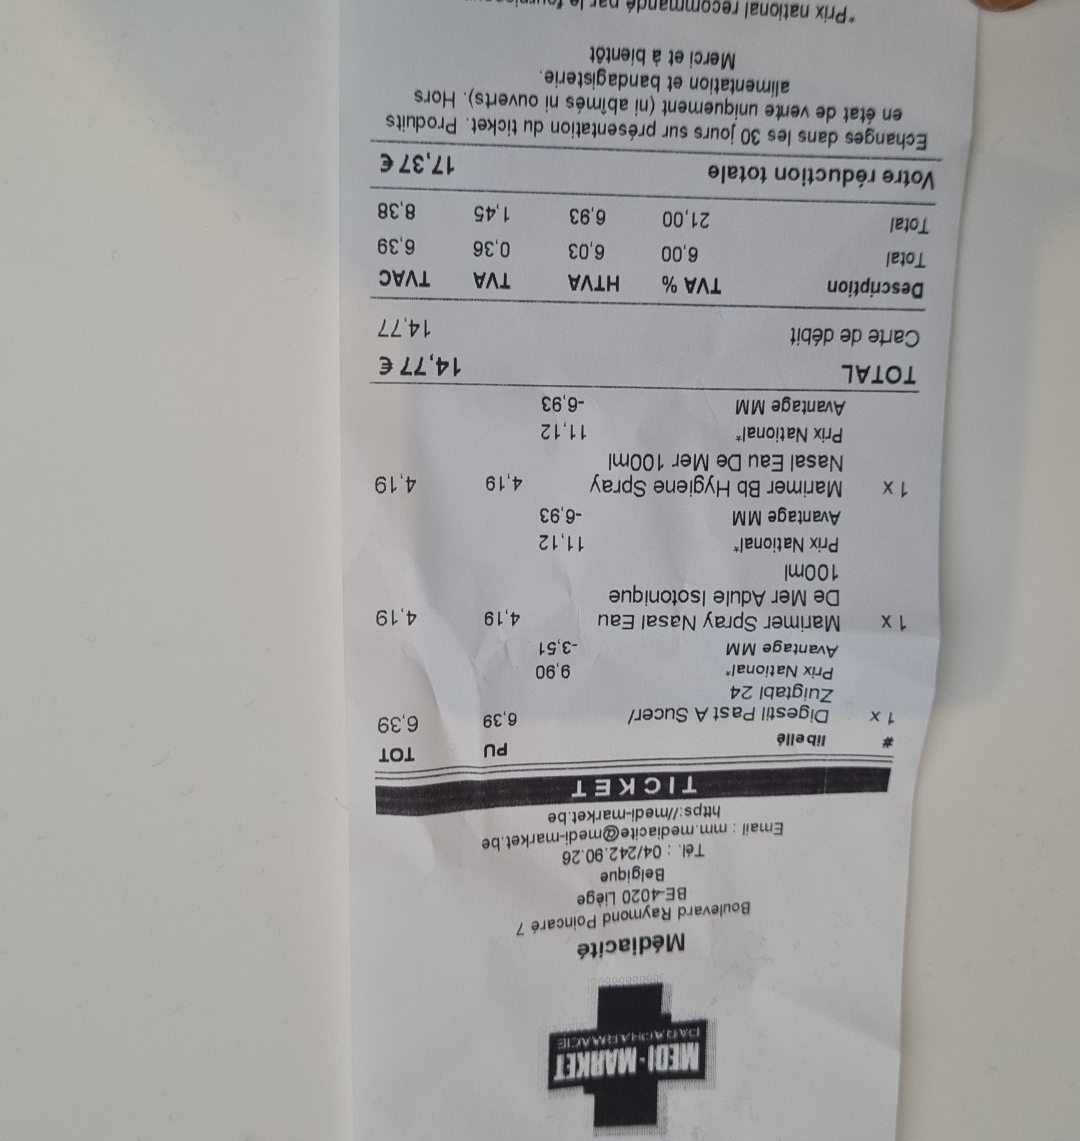 MEDI-MARKET
PARAPHARMACIE
Médiacité
Boulevard Raymond Poincaré 7
BE-4020 Liège
Belgique
Tél. : 04/242.90.26
Email : mm.mediacite@medi-market.be
https://medi-market.be
TICKET
# libellé PU TOT
1 x Digestil Past A Sucer/ 6,39 6,39
Zuigtabl 24
Prix National* 9,90
Avantage MM -3,51
1 x Marimer Spray Nasal Eau 4,19 4,19
De Mer Adule Isotonique
100ml
Prix National* 11,12
Avantage MM -6,93
1 x Marimer Bb Hygiene Spray 4,19 4,19
Nasal Eau De Mer 100ml
Prix National* 11,12
Avantage MM -6,93
TOTAL 14,77 €
Carte de débit 14,77
Description TVA % HTVA TVA TVAC
Total 6,00 6,03 0,36 6,39
Total 21,00 6,93 1,45 8,38
Votre réduction totale 17,37 €
Echanges dans les 30 jours sur présentation du ticket. Produits
en état de vente uniquement (ni abîmés ni ouverts). Hors
alimentation et bandagisterie.
Merci et à bientôt
*Prix national recommandé par le